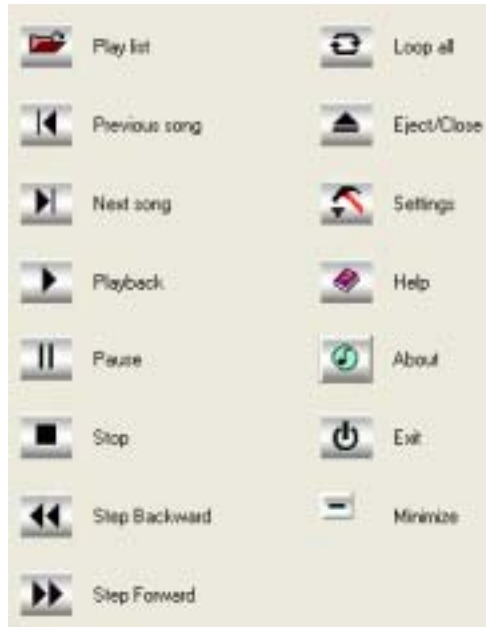 Play list
Previous song
Next song
Playback
Pause
Stop
Step Backward
Step Forward
Loop all
Eject/Close
Settings
Help
About
Exit
Minimize